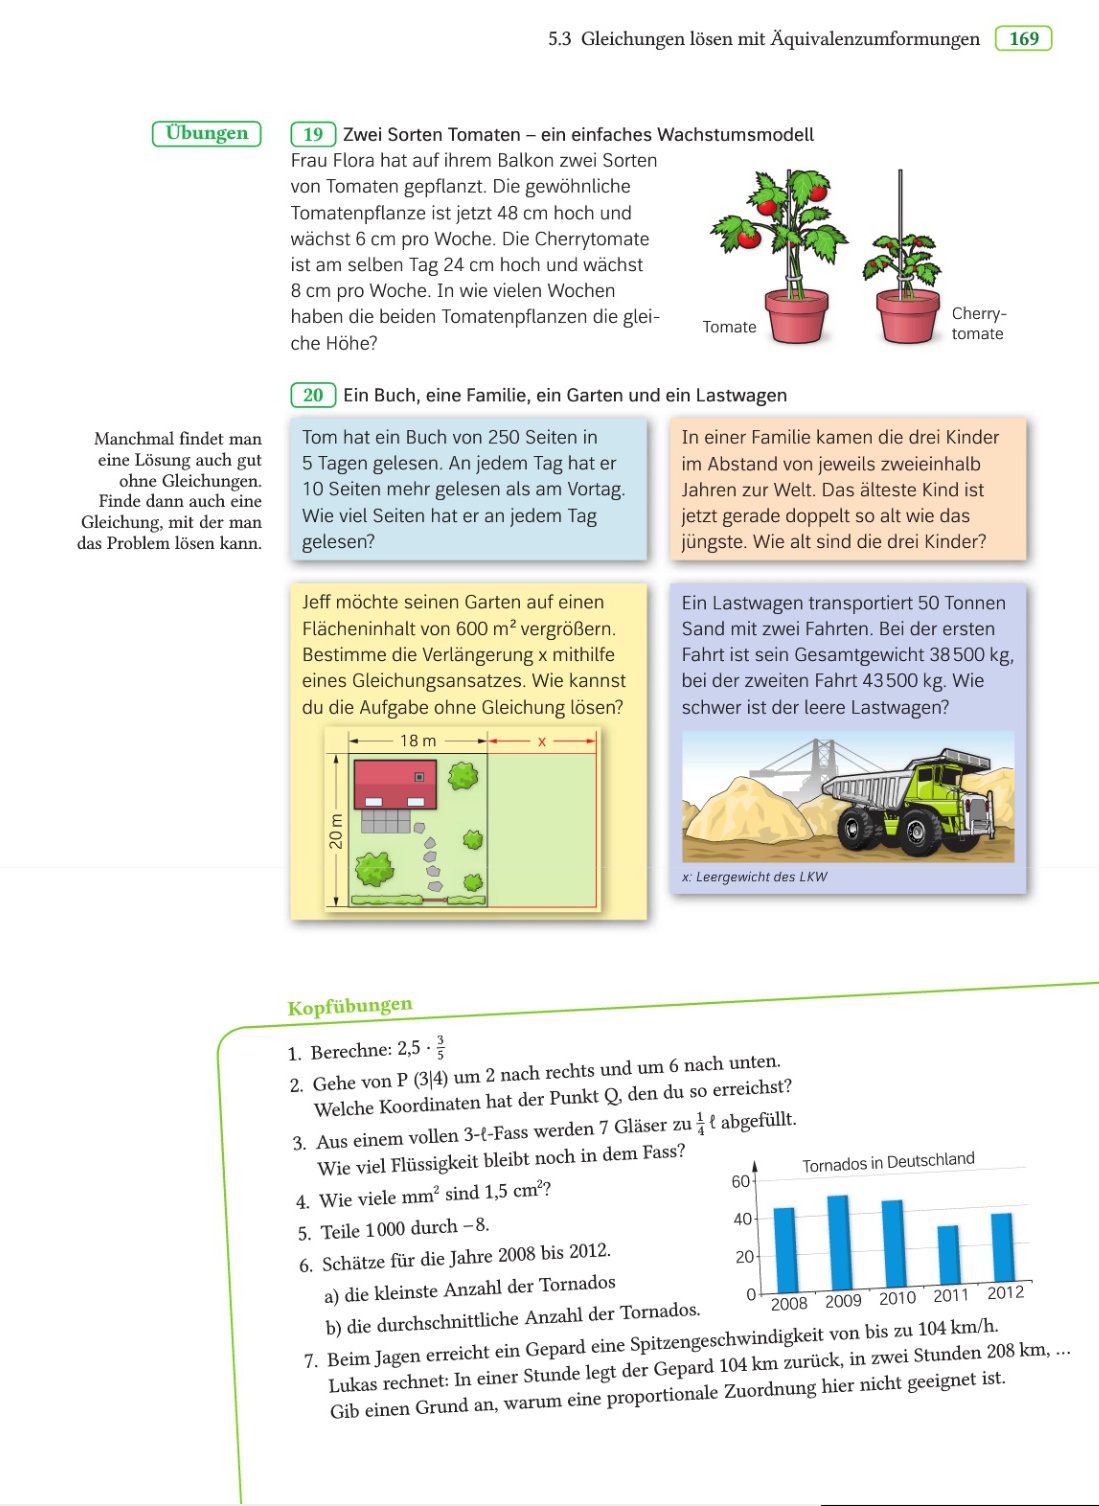 5.3 Gleichungen lösen mit Äquivalenzumformungen 169
Übungen
19 Zwei Sorten Tomaten – ein einfaches Wachstumsmodell
Frau Flora hat auf ihrem Balkon zwei Sorten
von Tomaten gepflanzt. Die gewöhnliche
Tomatenpflanze ist jetzt 48 cm hoch und
wächst 6 cm pro Woche. Die Cherrytomate
ist am selben Tag 24 cm hoch und wächst
8 cm pro Woche. In wie vielen Wochen
haben die beiden Tomatenpflanzen die glei-
che Höhe?
Tomate
Cherry-
tomate
20 Ein Buch, eine Familie, ein Garten und ein Lastwagen
Manchmal findet man
eine Lösung auch gut
ohne Gleichungen.
Finde dann auch eine
Gleichung, mit der man
das Problem lösen kann.
Tom hat ein Buch von 250 Seiten in
5 Tagen gelesen. An jedem Tag hat er
10 Seiten mehr gelesen als am Vortag.
Wie viel Seiten hat er an jedem Tag
gelesen?
In einer Familie kamen die drei Kinder
im Abstand von jeweils zweieinhalb
Jahren zur Welt. Das älteste Kind ist
jetzt gerade doppelt so alt wie das
jüngste. Wie alt sind die drei Kinder?
Jeff möchte seinen Garten auf einen
Flächeninhalt von 600 m² vergrößern.
Bestimme die Verlängerung x mithilfe
eines Gleichungsansatzes. Wie kannst
du die Aufgabe ohne Gleichung lösen?
18 m
x
20 m
Ein Lastwagen transportiert 50 Tonnen
Sand mit zwei Fahrten. Bei der ersten
Fahrt ist sein Gesamtgewicht 38 500 kg,
bei der zweiten Fahrt 43 500 kg. Wie
schwer ist der leere Lastwagen?
x: Leergewicht des LKW
Kopfübungen
1. Berechne: 2,5 · 3/5
2. Gehe von P (3|4) um 2 nach rechts und um 6 nach unten.
Welche Koordinaten hat der Punkt Q, den du so erreichst?
3. Aus einem vollen 3-ℓ-Fass werden 7 Gläser zu 1/4 ℓ abgefüllt.
Wie viel Flüssigkeit bleibt noch in dem Fass?
4. Wie viele mm² sind 1,5 cm²?
5. Teile 1 000 durch −8.
6. Schätze für die Jahre 2008 bis 2012.
a) die kleinste Anzahl der Tornados
b) die durchschnittliche Anzahl der Tornados.
Tornados in Deutschland
60
40
20
0
2008 2009 2010 2011 2012
7. Beim Jagen erreicht ein Gepard eine Spitzengeschwindigkeit von bis zu 104 km/h.
Lukas rechnet: In einer Stunde legt der Gepard 104 km zurück, in zwei Stunden 208 km, ...
Gib einen Grund an, warum eine proportionale Zuordnung hier nicht geeignet ist.